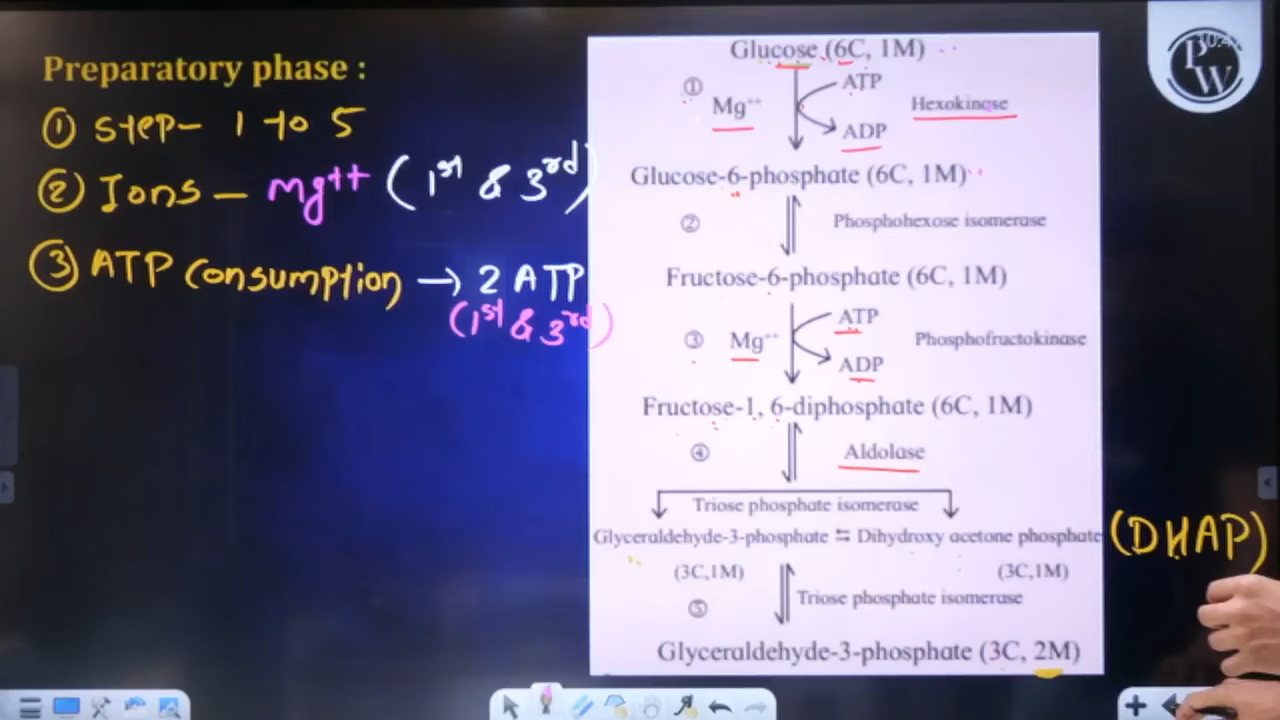 Preparatory phase :
① Step- 1 to 5
② Ions - Mg++ (1st & 3rd)
③ ATP Consumption → 2 ATP
(1st & 3rd)
Glucose (6C, 1M)
① Mg++ ATP Hexokinase
ADP
Glucose-6-phosphate (6C, 1M)
② Phosphohexose isomerase
Fructose-6-phosphate (6C, 1M)
③ Mg++ ATP Phosphofructokinase
ADP
Fructose-1, 6-diphosphate (6C, 1M)
④ Aldolase
Triose phosphate isomerase
Glyceraldehyde-3-phosphate ⇆ Dihydroxy acetone phosphate (DHAP)
(3C,1M) (3C,1M)
⑤ Triose phosphate isomerase
Glyceraldehyde-3-phosphate (3C, 2M)
PW